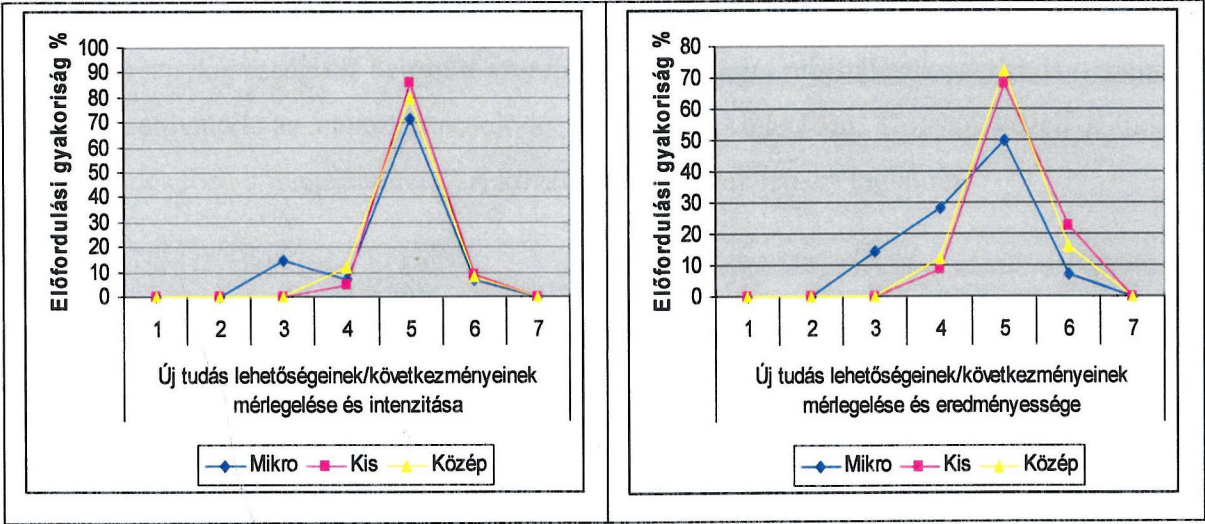 Előfordulási gyakoriság %
100
90
80
70
60
50
40
30
20
10
0
1 2 3 4 5 6 7
Új tudás lehetőségeinek/következményeinek
mérlegelése és intenzitása
Mikro Kis Közép
Előfordulási gyakoriság %
80
70
60
50
40
30
20
10
0
1 2 3 4 5 6 7
Új tudás lehetőségeinek/következményeinek
mérlegelése és eredményessége
Mikro Kis Közép